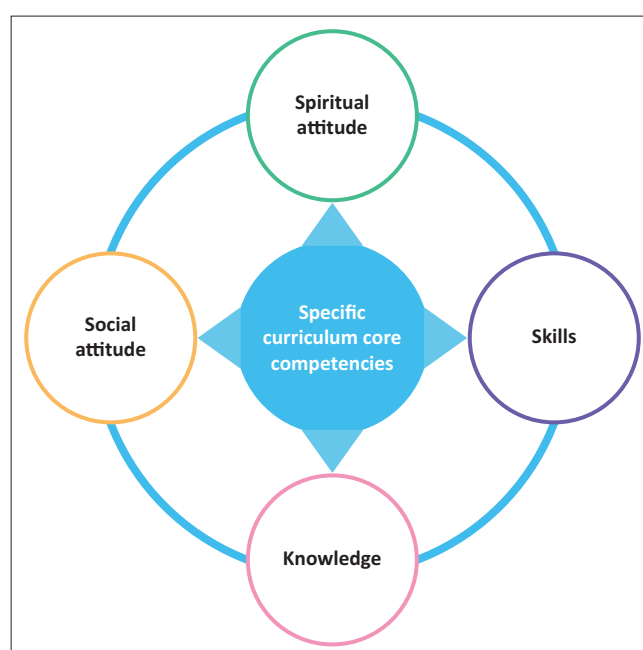 Spiritual
attitude
Social
attitude
Specific
curriculum core
competencies
Skills
Knowledge